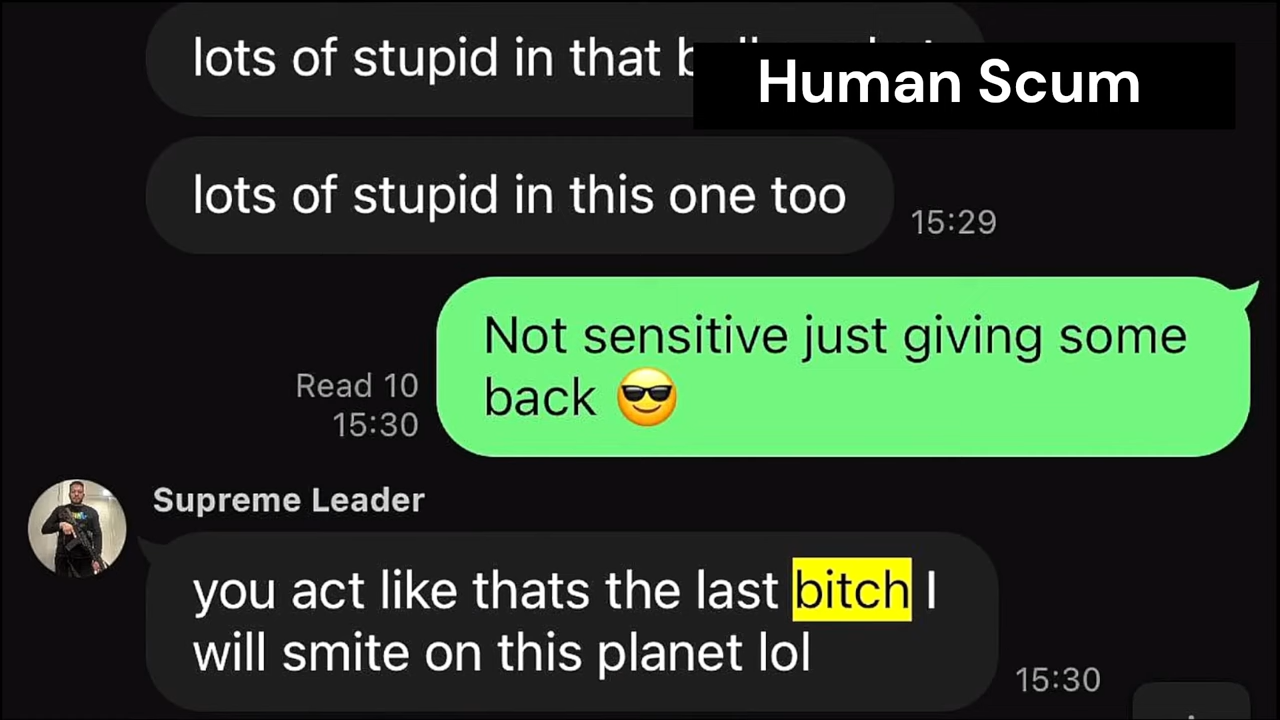 lots of stupid in that
Human Scum
lots of stupid in this one too
15:29
Not sensitive just giving some
back 😎
Read 10
15:30
Supreme Leader
you act like thats the last bitch I
will smite on this planet lol
15:30